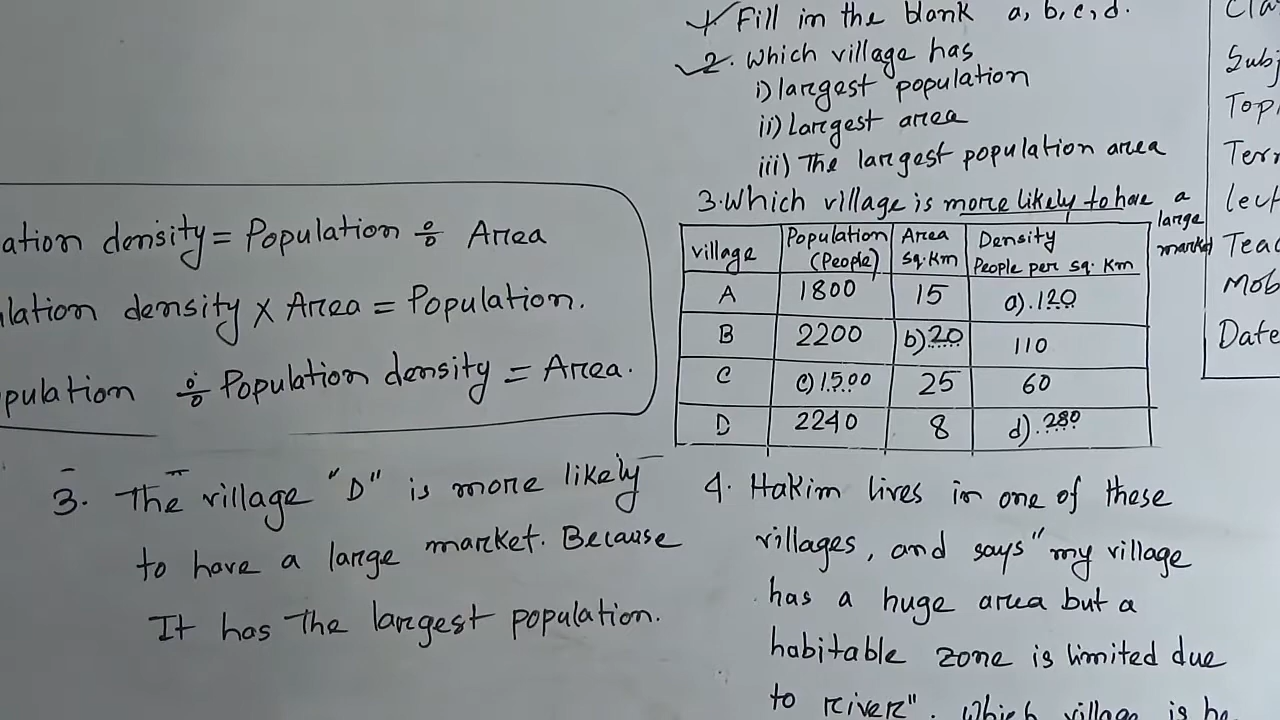 1. Fill in the blank a, b, c, d.
2. Which village has
i) largest population
ii) Largest area
iii) The largest population area
3. Which village is more likely to have a
large
market
village Population (People) Area sq. Km Density People per sq. Km
A 1800 15 a). 120
B 2200 b) 20 110
C c) 1500 25 60
D 2240 8 d). 280
ation density = Population ÷ Area
lation density x Area = Population.
pulation ÷ Population density = Area.
3. The village "D" is more likely
to have a large market. Because
It has the largest population.
4. Hakim lives in one of these
villages, and says "my village
has a huge area but a
habitable zone is limited due
to river". Which village is he
Cla
Subj
Topi
Ter
lect
Teac
Mob
Date